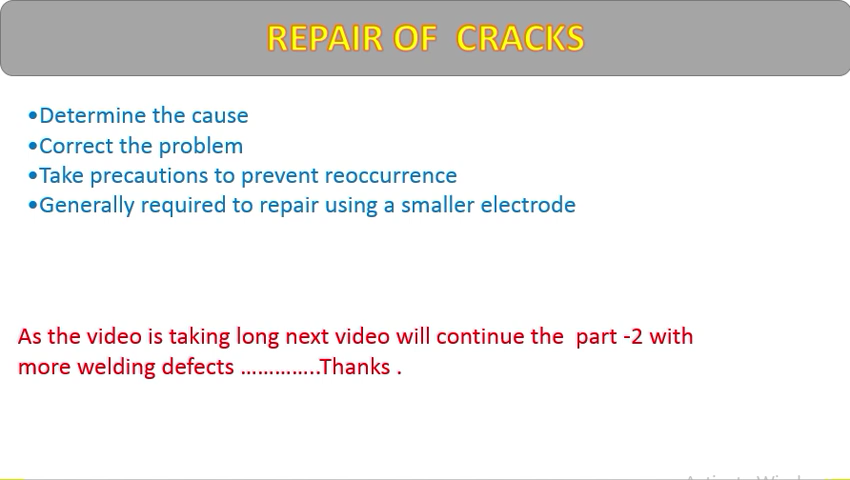 REPAIR OF CRACKS
•Determine the cause
•Correct the problem
•Take precautions to prevent reoccurrence
•Generally required to repair using a smaller electrode
As the video is taking long next video will continue the part -2 with
more welding defects …………..Thanks .